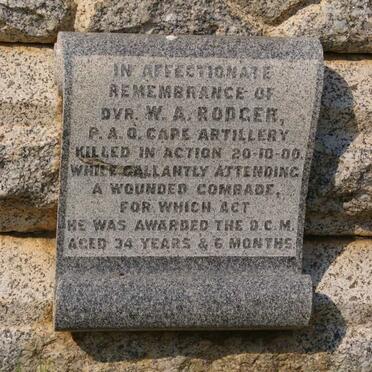 IN AFFECTIONATE
REMEMBRANCE OF
DVR. W. A. RODGER,
P. A. O. CAPE ARTILLERY
KILLED IN ACTION 20-10-00.
WHILE GALLANTLY ATTENDING
A WOUNDED COMRADE,
FOR WHICH ACT
HE WAS AWARDED THE D.C.M.
AGED 34 YEARS & 6 MONTHS.